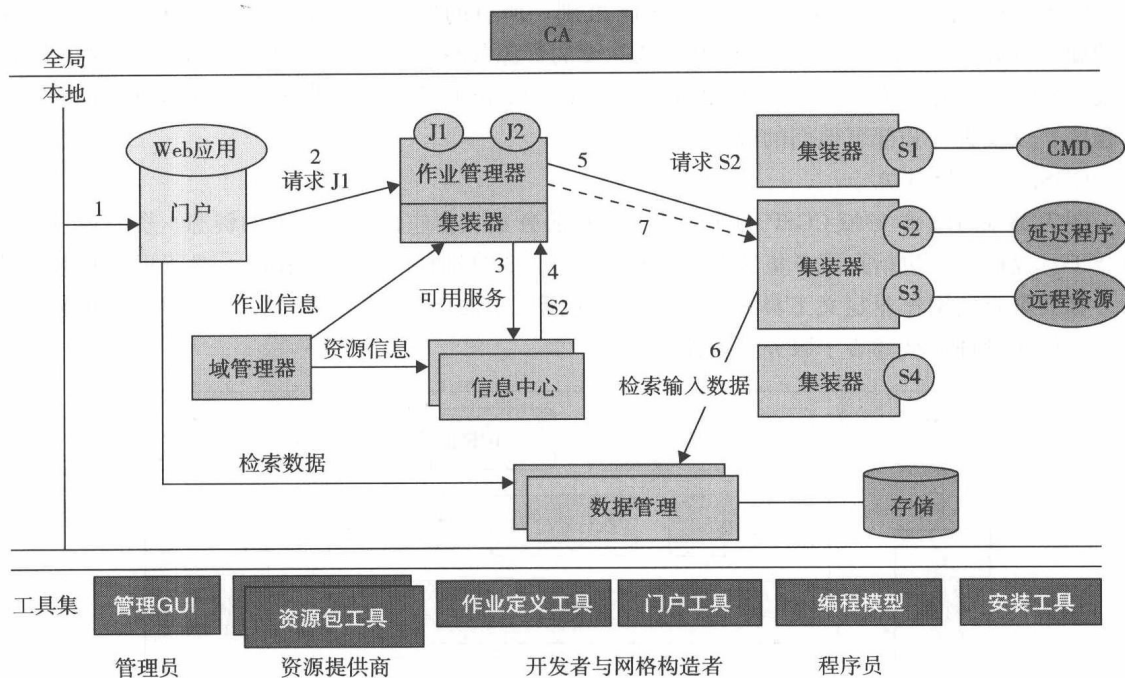 CA
全局
本地
Web应用
门户
1
2
请求 J1
J1
J2
作业管理器
集装器
5
请求 S2
7
集装器
S1
CMD
集装器
S2
延迟程序
S3
远程资源
集装器
S4
3
可用服务
4
S2
作业信息
域管理器
资源信息
信息中心
6
检索输入数据
检索数据
数据管理
存储
工具集
管理GUI
资源包工具
作业定义工具
门户工具
编程模型
安装工具
管理员
资源提供商
开发者与网格构造者
程序员